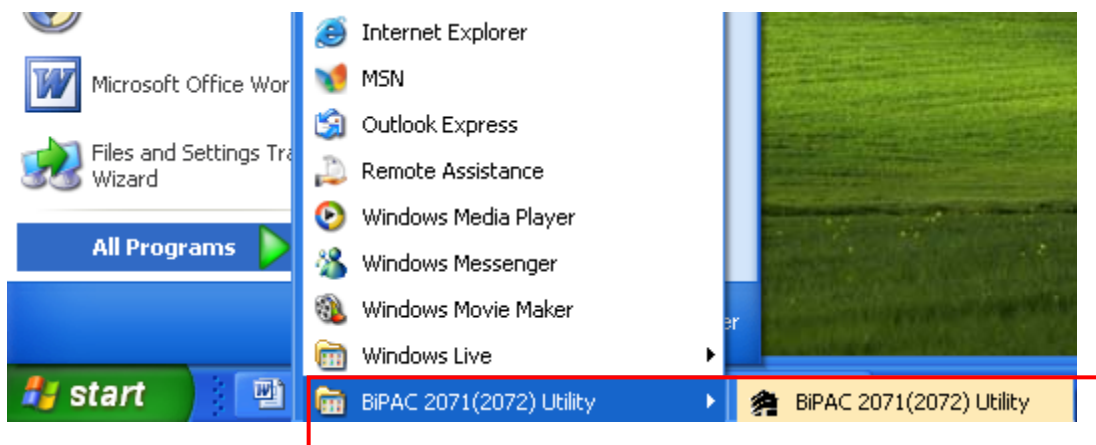 Microsoft Office Wor
Files and Settings Tra
Wizard
All Programs
start
Internet Explorer
MSN
Outlook Express
Remote Assistance
Windows Media Player
Windows Messenger
Windows Movie Maker
Windows Live
BiPAC 2071(2072) Utility
BiPAC 2071(2072) Utility
er